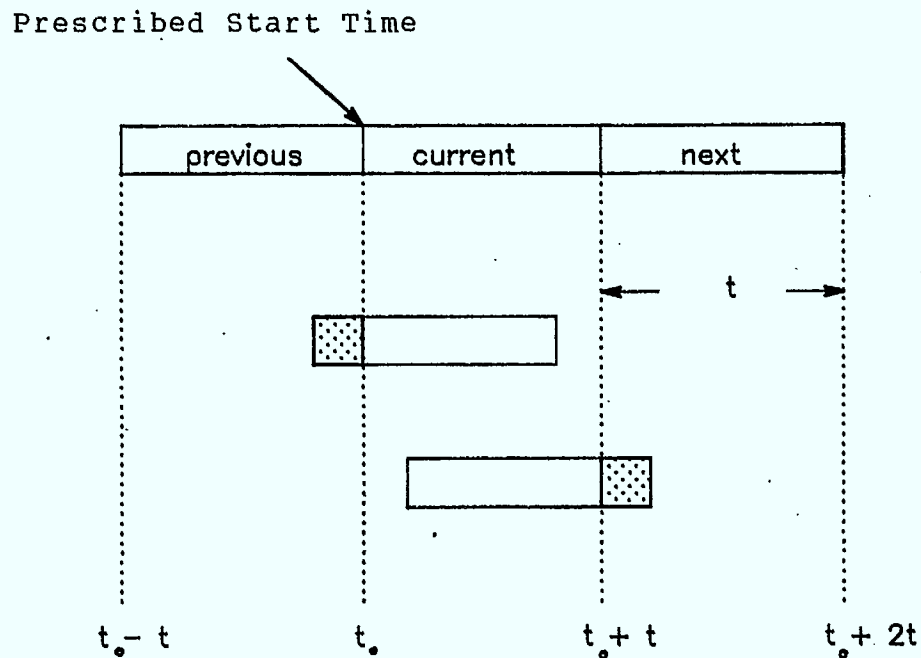 Prescribed Start Time
previous current next
t
t₀- t t₀ t₀+ t t₀+ 2t